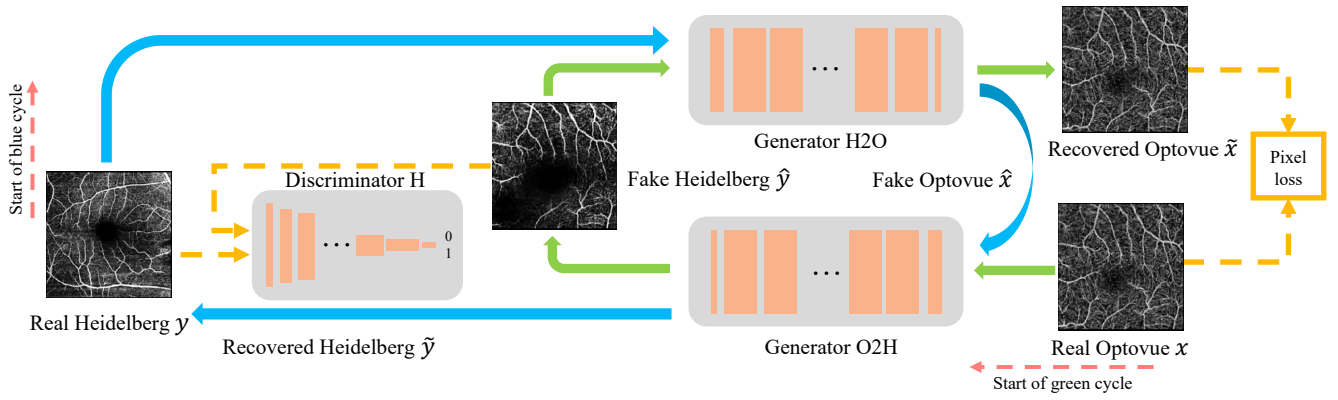 Start of blue cycle
Real Heidelberg y
Discriminator H
0
1
Recovered Heidelberg ỹ
Fake Heidelberg ŷ
Generator H2O
Fake Optovue x̂
Generator O2H
Recovered Optovue x̃
Pixel
loss
Real Optovue x
Start of green cycle